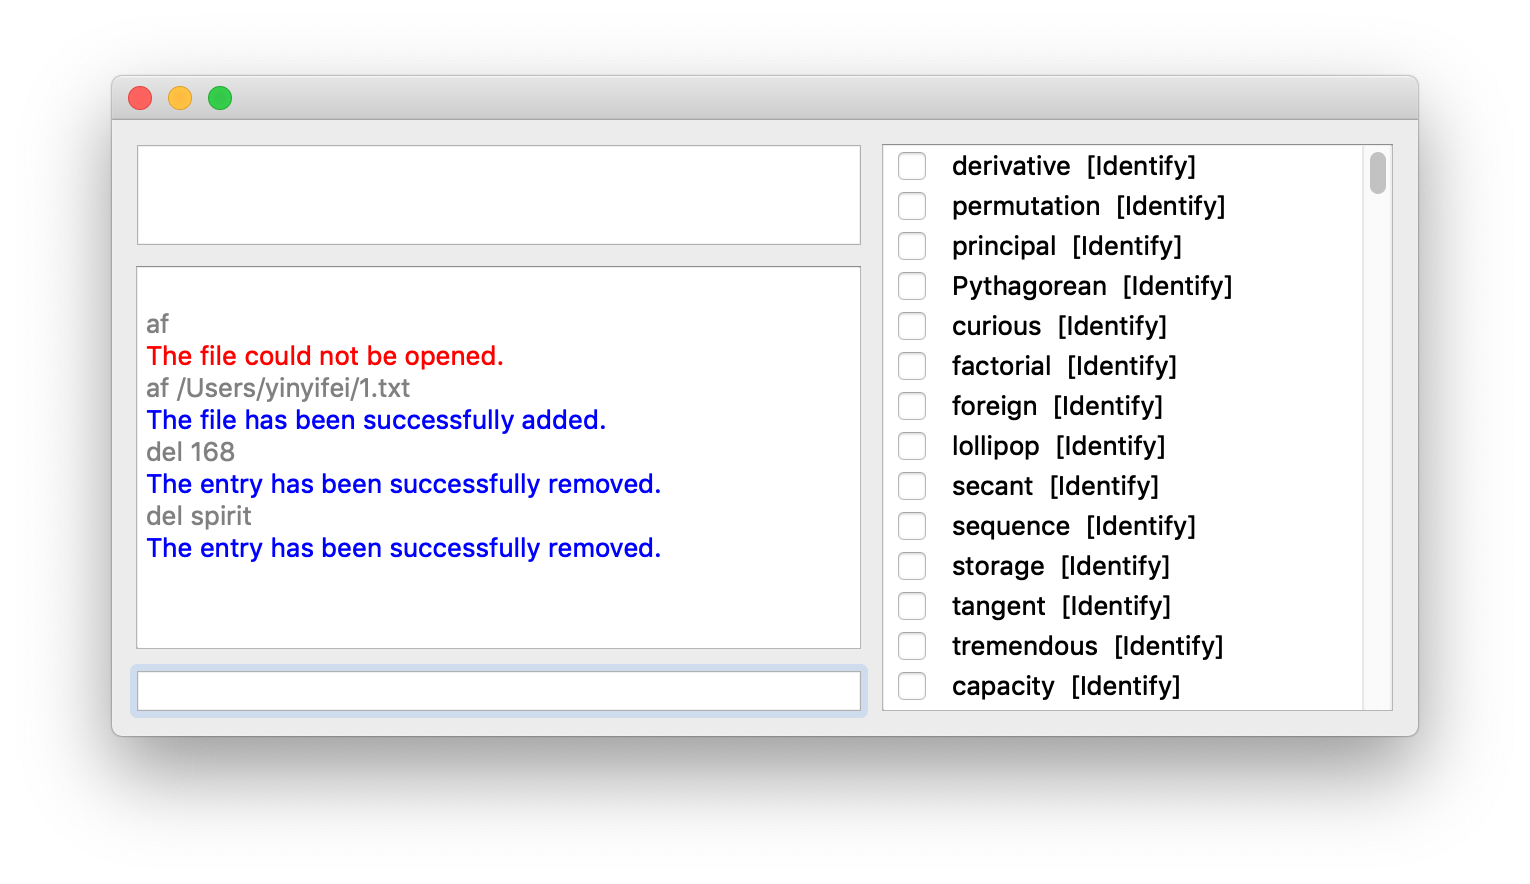 af
The file could not be opened.
af /Users/yinyifei/1.txt
The file has been successfully added.
del 168
The entry has been successfully removed.
del spirit
The entry has been successfully removed.
derivative [Identify]
permutation [Identify]
principal [Identify]
Pythagorean [Identify]
curious [Identify]
factorial [Identify]
foreign [Identify]
lollipop [Identify]
secant [Identify]
sequence [Identify]
storage [Identify]
tangent [Identify]
tremendous [Identify]
capacity [Identify]